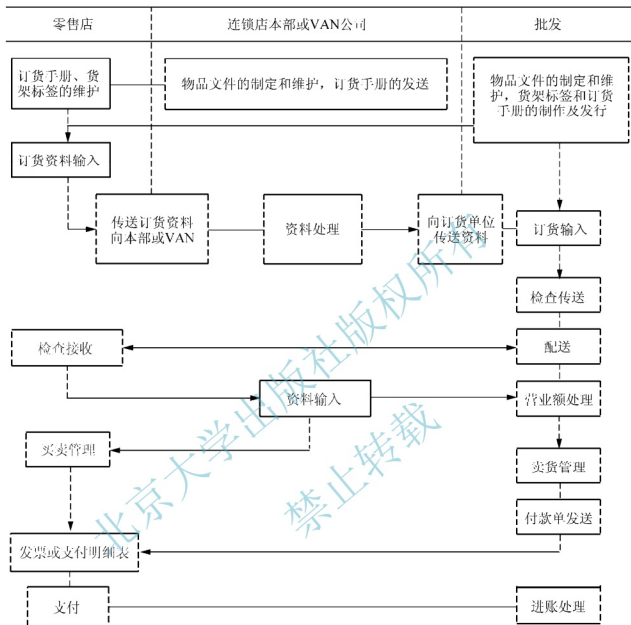 零售店
连锁店本部或VAN公司
批发
订货手册、货
架标签的维护
物品文件的制定和维护，订货手册的发送
物品文件的制定和维
护，货架标签和订货
手册的制作及发行
订货资料输入
传送订货资料
向本部或VAN
资料处理
向订货单位
传送资料
订货输入
检查传送
检查接收
配送
资料输入
营业额处理
买卖管理
卖货管理
付款单发送
发票或支付明细表
支付
进账处理
北京大学出版社版权所有
禁止转载